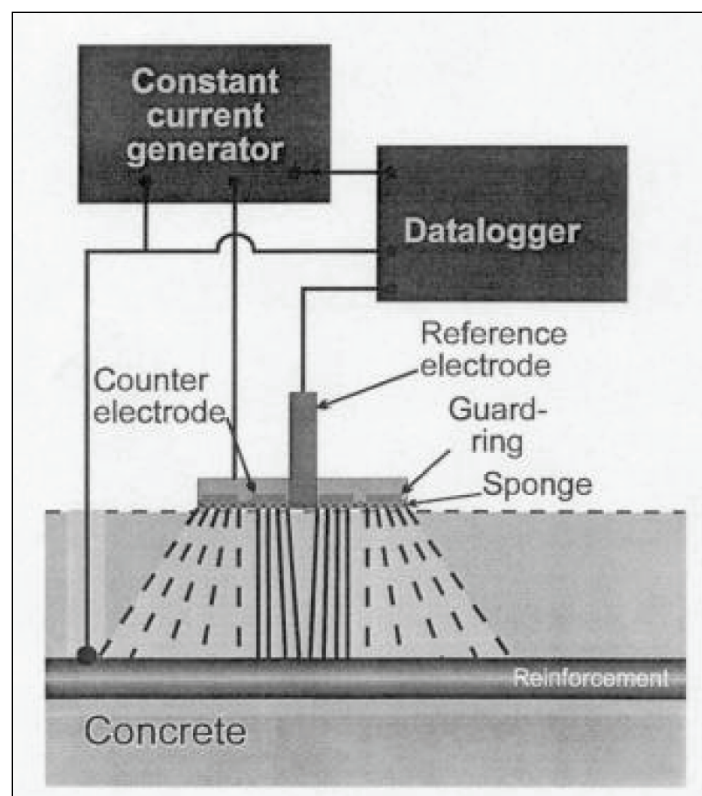 Constant
current
generator
Datalogger
Reference
electrode
Counter
electrode
Guard-
ring
Sponge
Reinforcement
Concrete